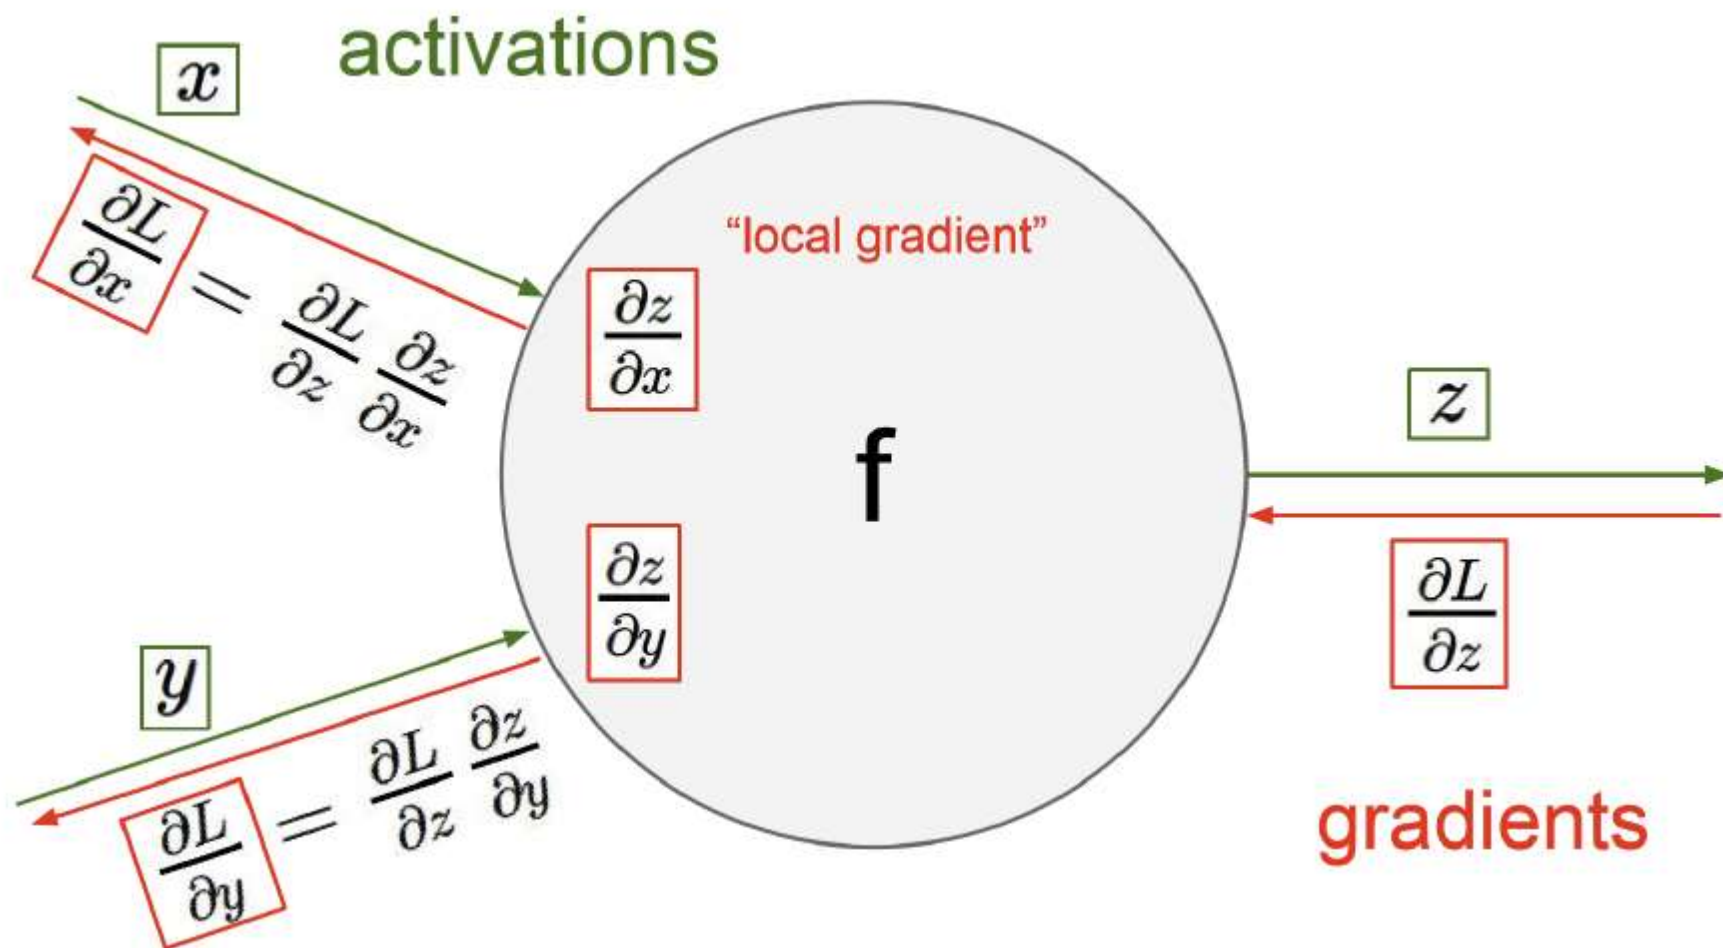 activations
x
∂L/∂x = ∂L/∂z ∂z/∂x
“local gradient”
∂z/∂x
f
∂z/∂y
z
∂L/∂z
y
∂L/∂y = ∂L/∂z ∂z/∂y
gradients